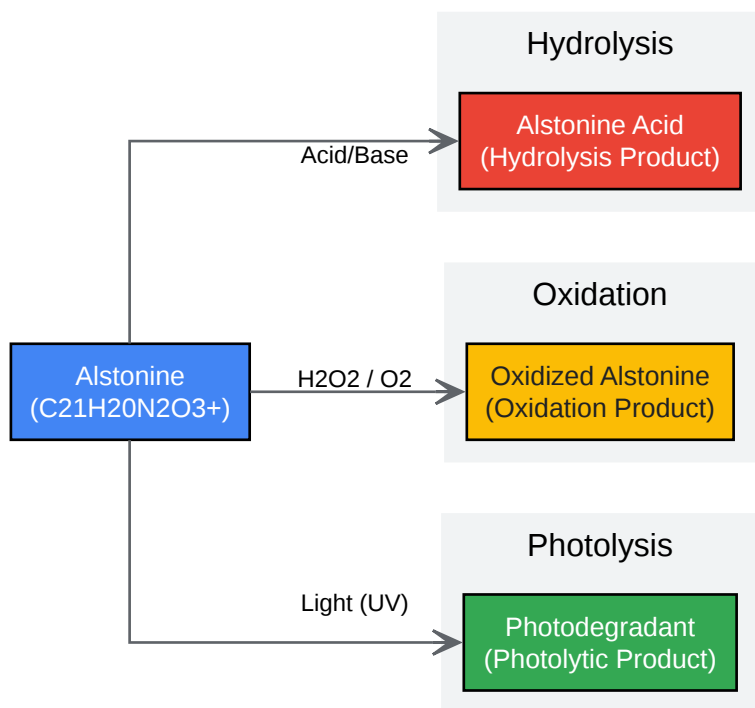 Hydrolysis
Alstonine Acid
(Hydrolysis Product)
Acid/Base
Oxidation
Alstonine
(C21H20N2O3+)
H2O2 / O2
Oxidized Alstonine
(Oxidation Product)
Photolysis
Light (UV)
Photodegradant
(Photolytic Product)